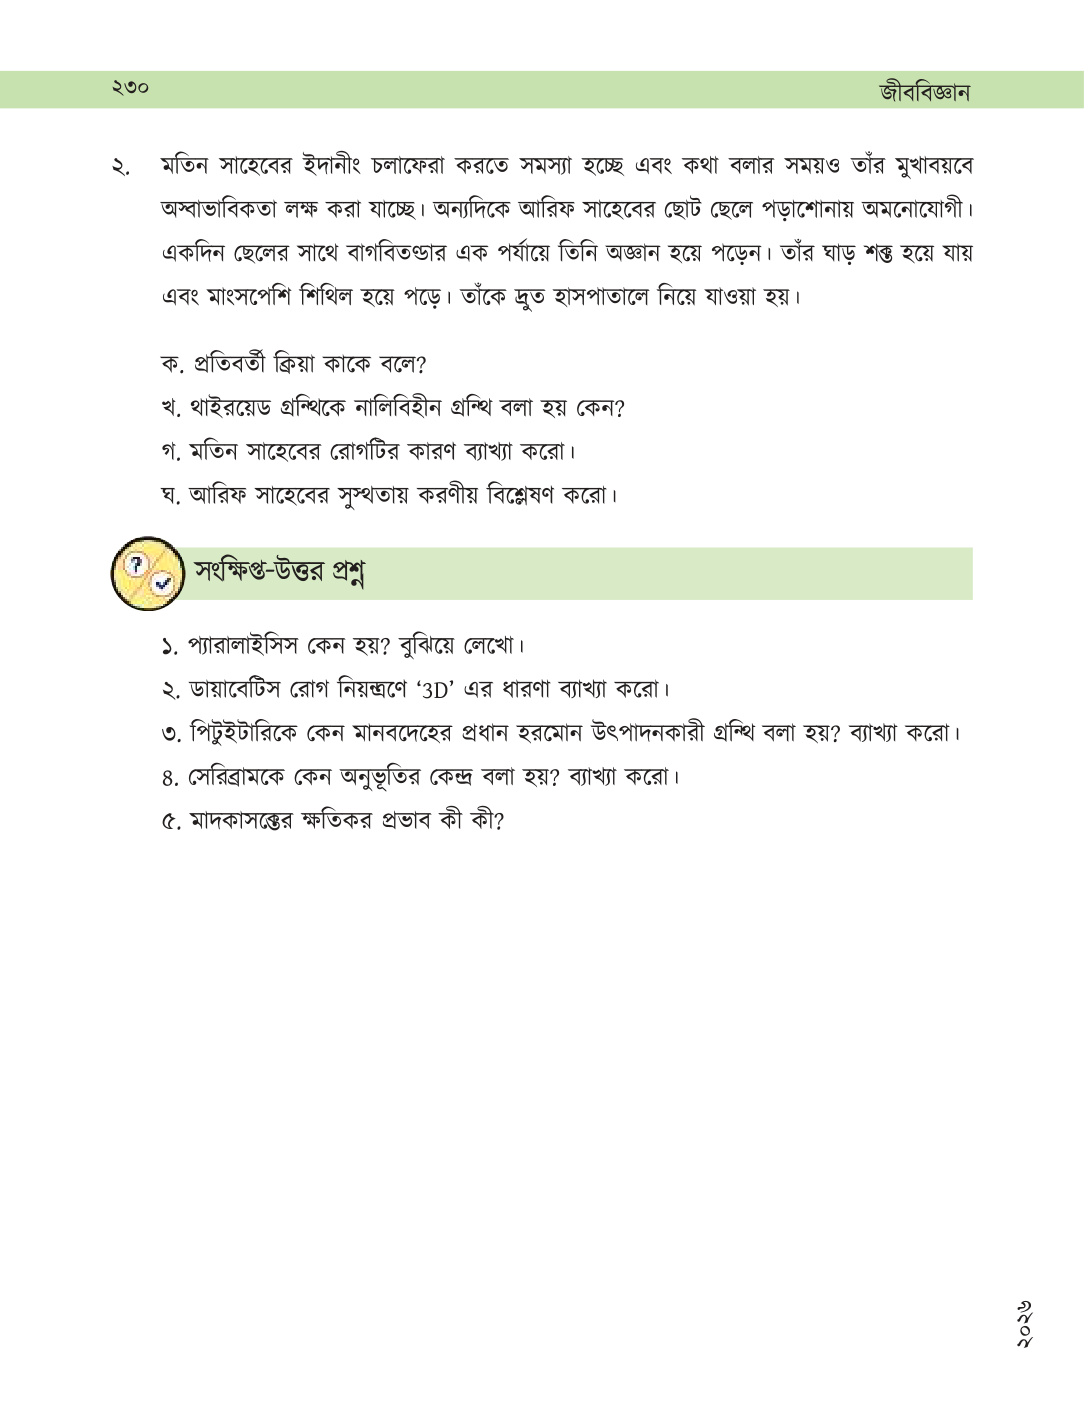 ২৩০
জীববিজ্ঞান
২. মতিন সাহেবের ইদানীং চলাফেরা করতে সমস্যা হচ্ছে এবং কথা বলার সময়ও তাঁর মুখাবয়বে
অস্বাভাবিকতা লক্ষ করা যাচ্ছে। অন্যদিকে আরিফ সাহেবের ছোট ছেলে পড়াশোনায় অমনোযোগী।
একদিন ছেলের সাথে বাগবিতণ্ডার এক পর্যায়ে তিনি অজ্ঞান হয়ে পড়েন। তাঁর ঘাড় শক্ত হয়ে যায়
এবং মাংসপেশি শিথিল হয়ে পড়ে। তাঁকে দ্রুত হাসপাতালে নিয়ে যাওয়া হয়।
ক. প্রতিবর্তী ক্রিয়া কাকে বলে?
খ. থাইরয়েড গ্রন্থিকে নালিবিহীন গ্রন্থি বলা হয় কেন?
গ. মতিন সাহেবের রোগটির কারণ ব্যাখ্যা করো।
ঘ. আরিফ সাহেবের সুস্থতায় করণীয় বিশ্লেষণ করো।
সংক্ষিপ্ত-উত্তর প্রশ্ন
১. প্যারালাইসিস কেন হয়? বুঝিয়ে লেখো।
২. ডায়াবেটিস রোগ নিয়ন্ত্রণে ‘3D’ এর ধারণা ব্যাখ্যা করো।
৩. পিটুইটারিকে কেন মানবদেহের প্রধান হরমোন উৎপাদনকারী গ্রন্থি বলা হয়? ব্যাখ্যা করো।
৪. সেরিব্রামকে কেন অনুভূতির কেন্দ্র বলা হয়? ব্যাখ্যা করো।
৫. মাদকাসক্তের ক্ষতিকর প্রভাব কী কী?
২০২৬